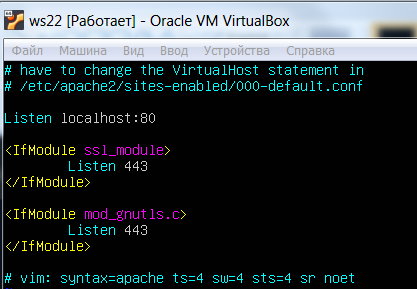 ws22 [Работает] - Oracle VM VirtualBox
Файл Машина Вид Ввод Устройства Справка
# have to change the VirtualHost statement in
# /etc/apache2/sites-enabled/000-default.conf
Listen localhost:80
<IfModule ssl_module>
        Listen 443
</IfModule>
<IfModule mod_gnutls.c>
        Listen 443
</IfModule>
# vim: syntax=apache ts=4 sw=4 sts=4 sr noet